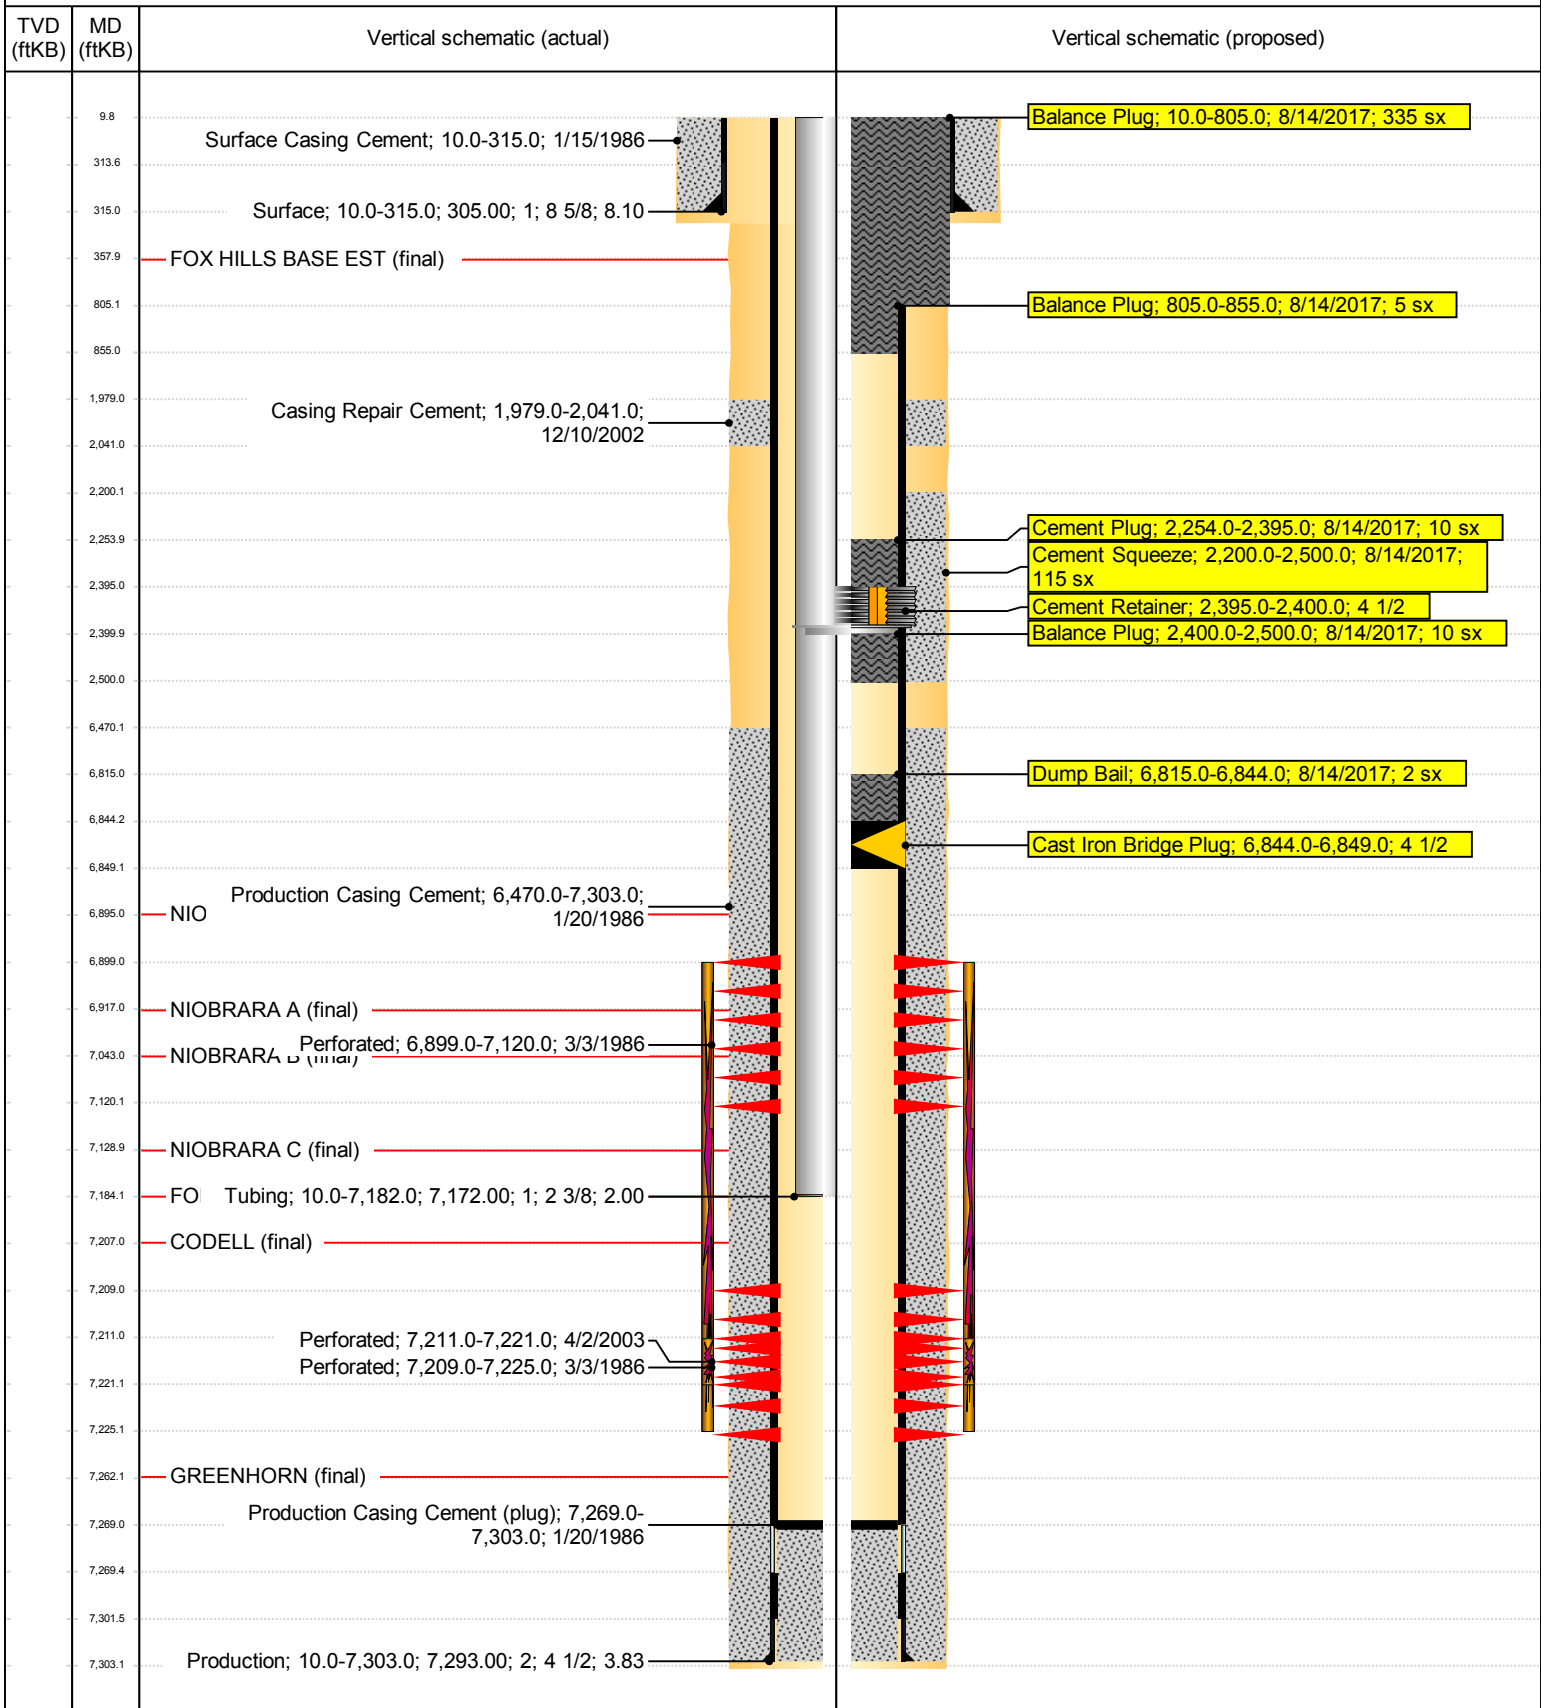 TVD (ftKB)
MD (ftKB)
Vertical schematic (actual)
Vertical schematic (proposed)
9.8
Surface Casing Cement; 10.0-315.0; 1/15/1986
Balance Plug; 10.0-805.0; 8/14/2017; 335 sx
313.6
315.0
Surface; 10.0-315.0; 305.00; 1; 8 5/8; 8.10
357.9
FOX HILLS BASE EST (final)
805.1
Balance Plug; 805.0-855.0; 8/14/2017; 5 sx
855.0
1,979.0
Casing Repair Cement; 1,979.0-2,041.0;
12/10/2002
2,041.0
2,200.1
2,253.9
Cement Plug; 2,254.0-2,395.0; 8/14/2017; 10 sx
Cement Squeeze; 2,200.0-2,500.0; 8/14/2017;
115 sx
2,395.0
Cement Retainer; 2,395.0-2,400.0; 4 1/2
2,399.9
Balance Plug; 2,400.0-2,500.0; 8/14/2017; 10 sx
2,500.0
6,470.1
6,815.0
Dump Bail; 6,815.0-6,844.0; 8/14/2017; 2 sx
6,844.2
Cast Iron Bridge Plug; 6,844.0-6,849.0; 4 1/2
6,849.1
Production Casing Cement; 6,470.0-7,303.0;
1/20/1986
6,895.0
NIO
6,899.0
6,917.0
NIOBRARA A (final)
Perforated; 6,899.0-7,120.0; 3/3/1986
7,043.0
NIOBRARA B (final)
7,120.1
7,128.9
NIOBRARA C (final)
7,184.1
FO
Tubing; 10.0-7,182.0; 7,172.00; 1; 2 3/8; 2.00
7,207.0
CODELL (final)
7,209.0
7,211.0
Perforated; 7,211.0-7,221.0; 4/2/2003
Perforated; 7,209.0-7,225.0; 3/3/1986
7,221.1
7,225.1
7,262.1
GREENHORN (final)
Production Casing Cement (plug); 7,269.0-
7,303.0; 1/20/1986
7,269.0
7,269.4
7,301.5
7,303.1
Production; 10.0-7,303.0; 7,293.00; 2; 4 1/2; 3.83